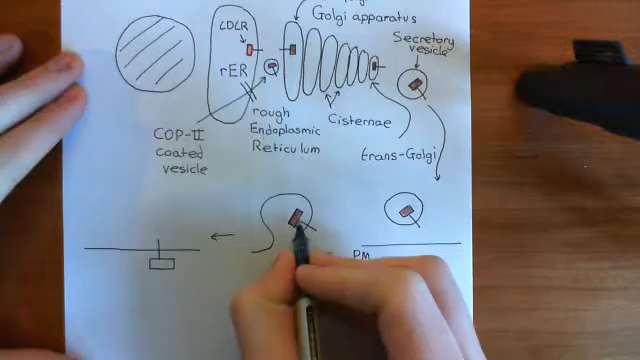 Golgi apparatus
LDLR
Secretory
vesicle
rER
rough
Endoplasmic
Reticulum
Cisternae
COP-II
coated
vesicle
trans-Golgi
PM